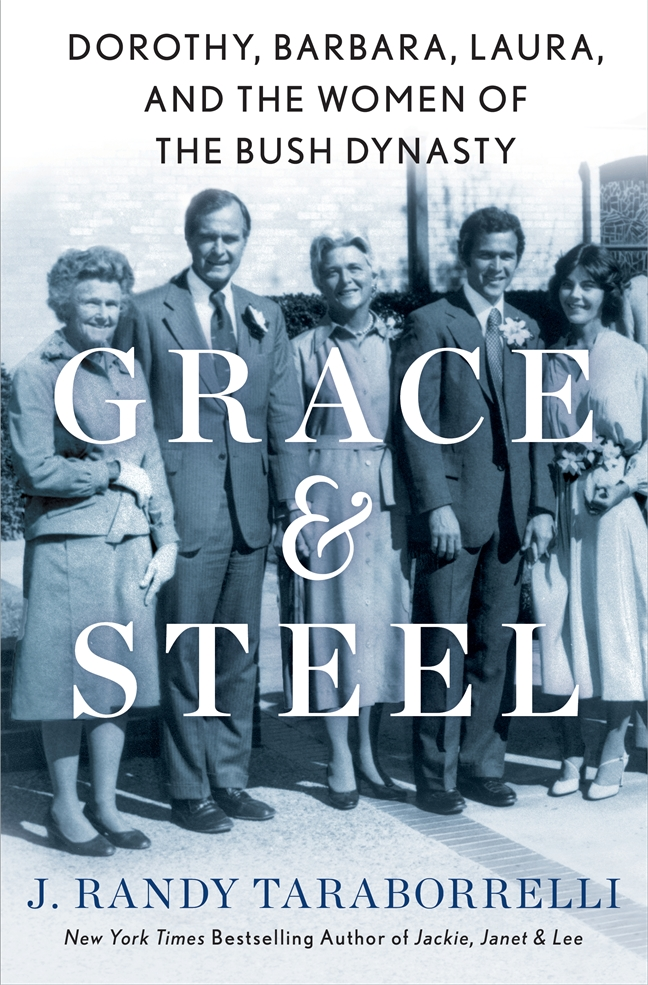 DOROTHY, BARBARA, LAURA,
AND THE WOMEN OF
THE BUSH DYNASTY
GRACE
&
STEEL
J. RANDY TARABORRELLI
New York Times Bestselling Author of Jackie, Janet & Lee